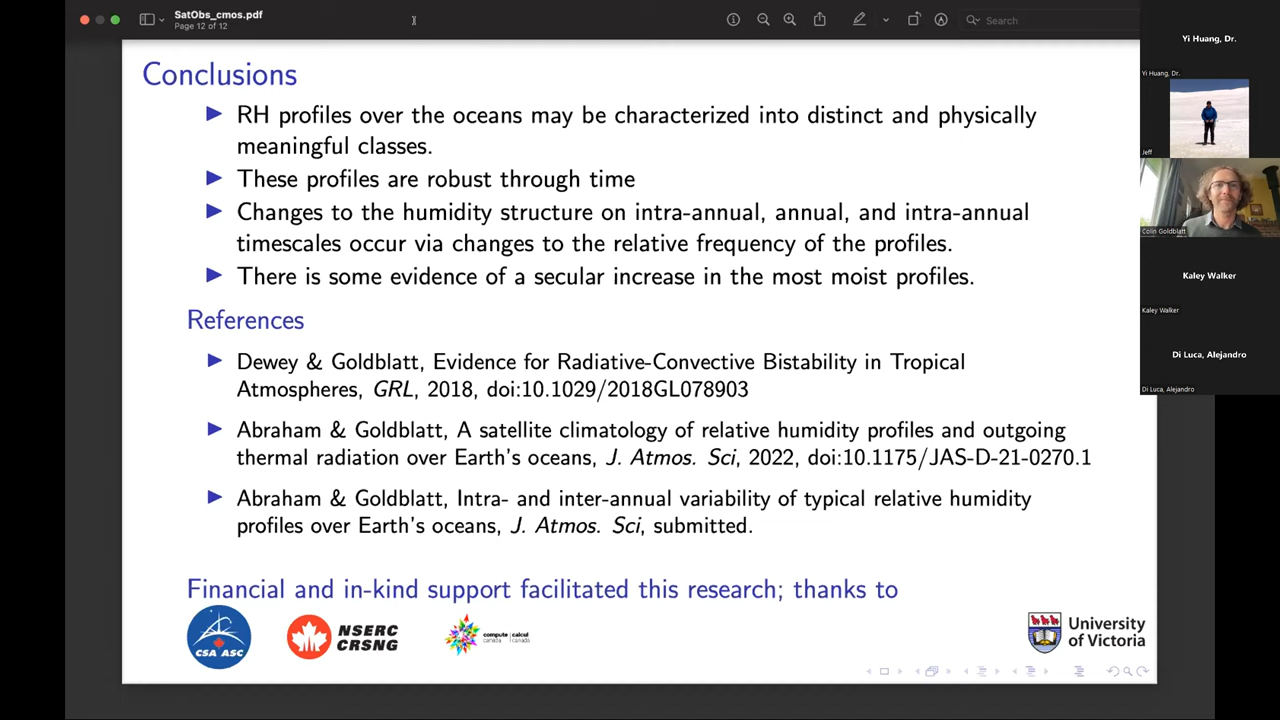 SatObs_cmos.pdf
Page 12 of 12
Search
Conclusions
RH profiles over the oceans may be characterized into distinct and physically
meaningful classes.
These profiles are robust through time
Changes to the humidity structure on intra-annual, annual, and intra-annual
timescales occur via changes to the relative frequency of the profiles.
There is some evidence of a secular increase in the most moist profiles.
References
Dewey & Goldblatt, Evidence for Radiative-Convective Bistability in Tropical
Atmospheres, GRL, 2018, doi:10.1029/2018GL078903
Abraham & Goldblatt, A satellite climatology of relative humidity profiles and outgoing
thermal radiation over Earth's oceans, J. Atmos. Sci, 2022, doi:10.1175/JAS-D-21-0270.1
Abraham & Goldblatt, Intra- and inter-annual variability of typical relative humidity
profiles over Earth's oceans, J. Atmos. Sci, submitted.
Financial and in-kind support facilitated this research; thanks to
CSA ASC
NSERC
CRSNG
compute | calcul
canada | canada
University
of Victoria
Yi Huang, Dr.
Yi Huang, Dr.
Jeff
Colin Goldblatt
Kaley Walker
Kaley Walker
Di Luca, Alejandro
Di Luca, Alejandro